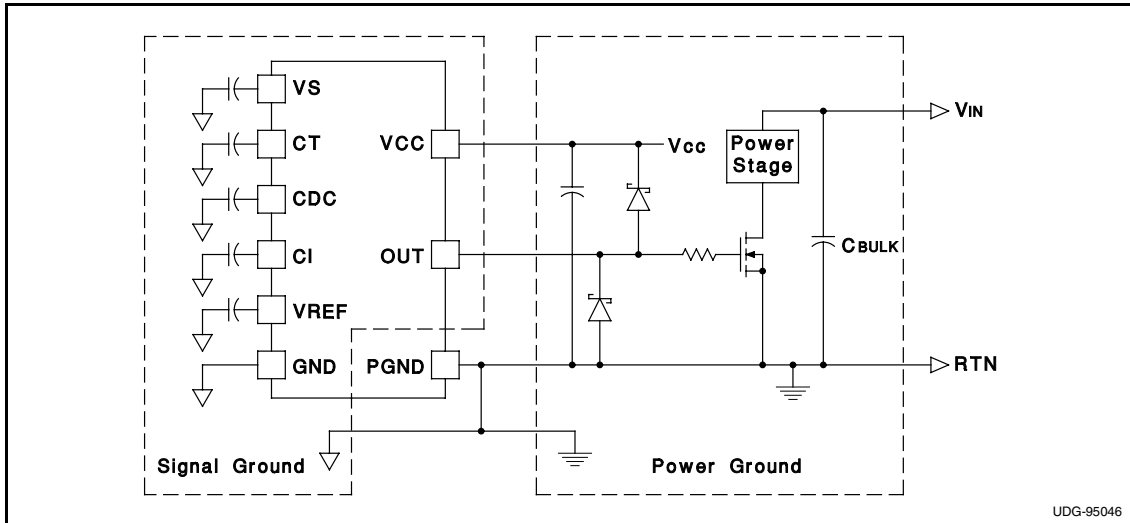 VS
CT
CDC
CI
VREF
GND
VCC
OUT
PGND
Vcc
Power
Stage
VIN
CBULK
RTN
Signal Ground
Power Ground
UDG-95046